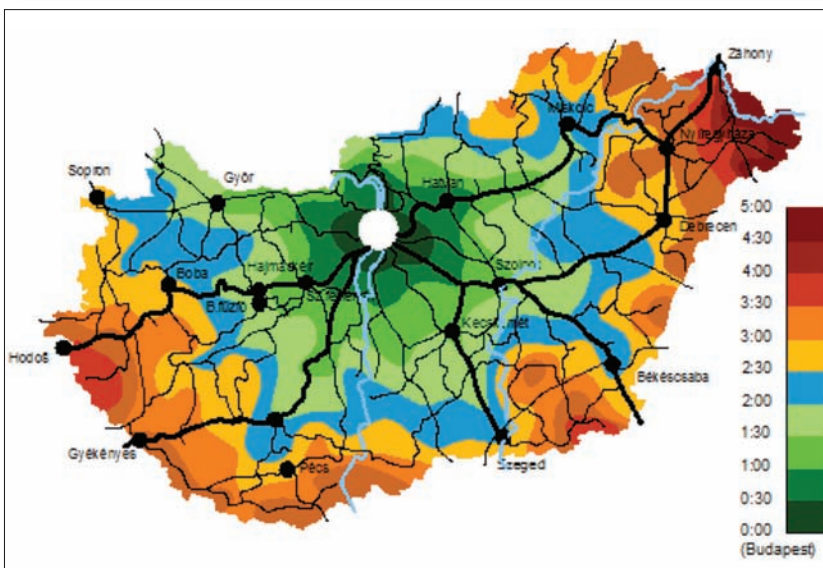 Záhony
Miskolc
Nyíregyháza
Sopron
Győr
Hatvan
Debrecen
5:00
4:30
4:00
3:30
3:00
2:30
2:00
1:30
1:00
0:30
0:00
(Budapest)
Boba
Hajmáskér
Szolnok
B.fűzfő
Hodoš
Békéscsaba
Gyékényes
Pécs
Szeged